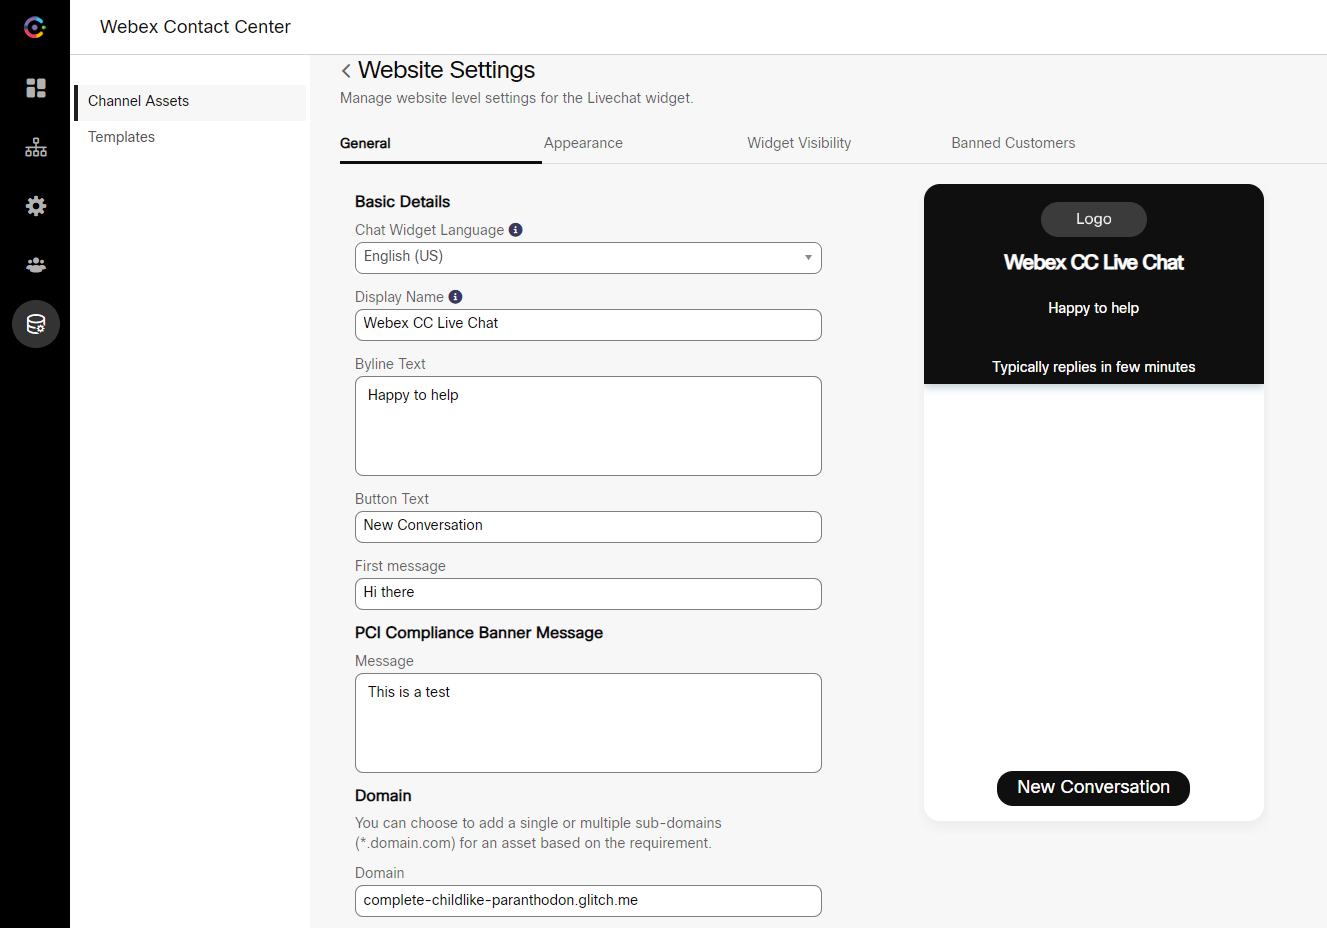 Webex Contact Center
Channel Assets
Templates
Website Settings
Manage website level settings for the Livechat widget.
General
Appearance
Widget Visibility
Banned Customers
Basic Details
Chat Widget Language
English (US)
Display Name
Webex CC Live Chat
Byline Text
Happy to help
Button Text
New Conversation
First message
Hi there
PCI Compliance Banner Message
Message
This is a test
Domain
You can choose to add a single or multiple sub-domains
(*.domain.com) for an asset based on the requirement.
Domain
complete-childlike-paranthodon.glitch.me
Logo
Webex CC Live Chat
Happy to help
Typically replies in few minutes
New Conversation